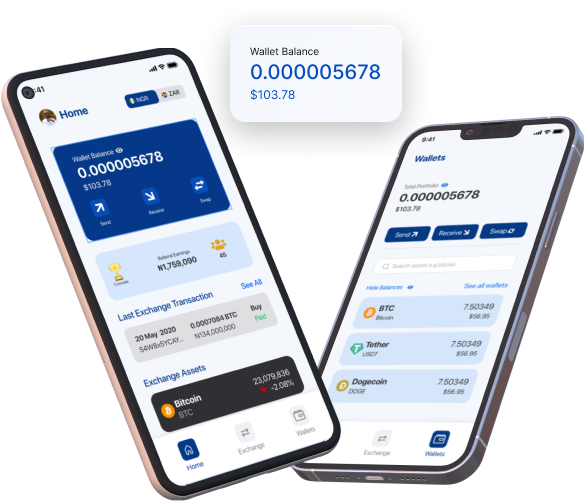 Wallet Balance
0.000005678
$103.78
9:41
Home
NOR
ZAR
Wallet Balance
0.000005678
$103.78
Send
Receive
Swap
Referral Earnings
₦1,759,090
45
Last Exchange Transaction
See All
20 May 2020
0.0007084 BTC
Buy
S4W8x5YCAY...
₦134,000,000
Paid
Exchange Assets
Bitcoin
BTC
23,079,836
-2.08%
Home
Exchange
Wallets
9:41
Wallets
Total Portfolio
0.000005678
$103.78
Send
Receive
Swap
Search assets e.g bitcoin
Hide Balances
See all wallets
BTC
Bitcoin
7.50349
$56.95
Tether
USDT
7.50349
$56.95
Dogecoin
DOGE
7.50349
$56.95
Exchange
Wallets